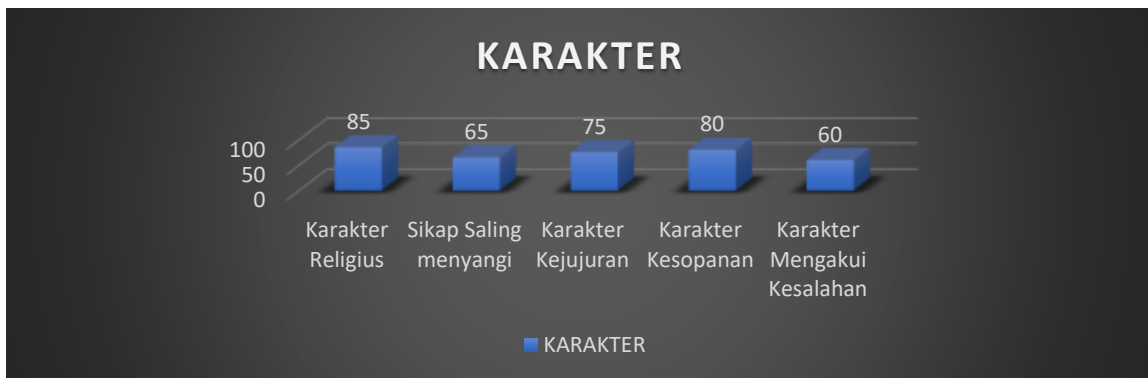 KARAKTER
85
65
75
80
60
100
50
0
Karakter
Religius
Sikap Saling
menyangi
Karakter
Kejujuran
Karakter
Kesopanan
Karakter
Mengakui
Kesalahan
KARAKTER